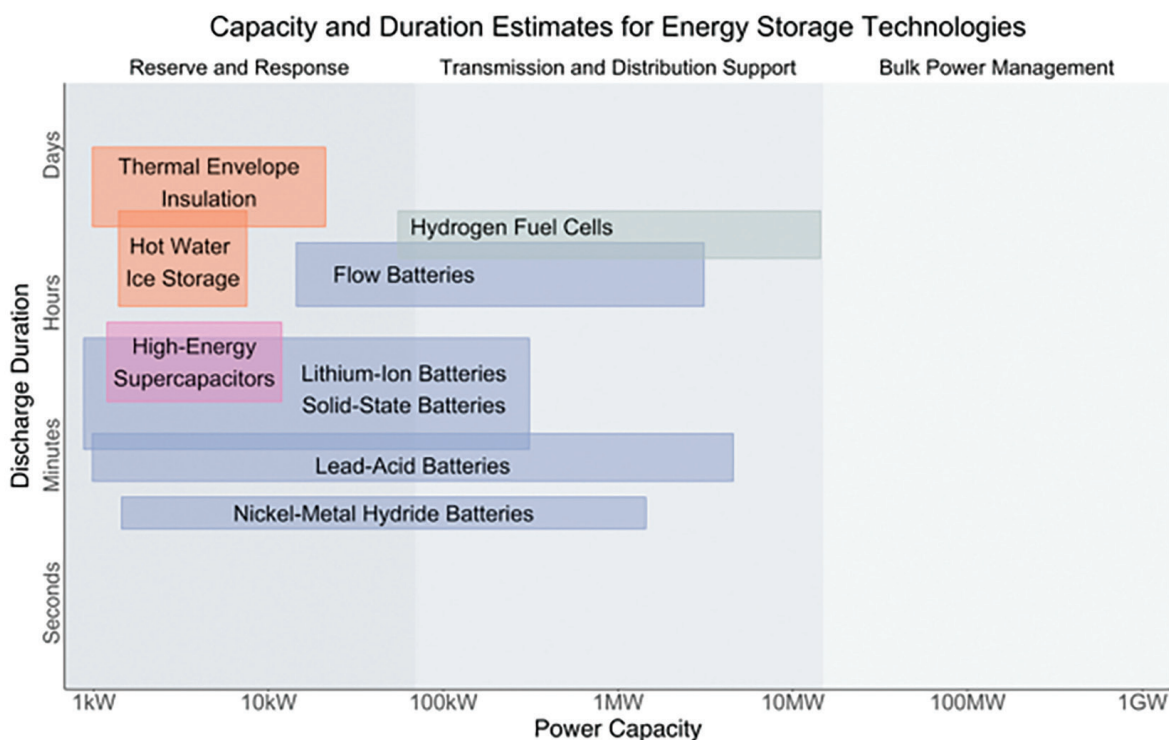 Capacity and Duration Estimates for Energy Storage Technologies
Reserve and Response
Transmission and Distribution Support
Bulk Power Management
Discharge Duration
Days
Hours
Minutes
Seconds
Thermal Envelope
Insulation
Hot Water
Ice Storage
Hydrogen Fuel Cells
Flow Batteries
High-Energy
Supercapacitors
Lithium-Ion Batteries
Solid-State Batteries
Lead-Acid Batteries
Nickel-Metal Hydride Batteries
1kW
10kW
100kW
1MW
10MW
100MW
1GW
Power Capacity